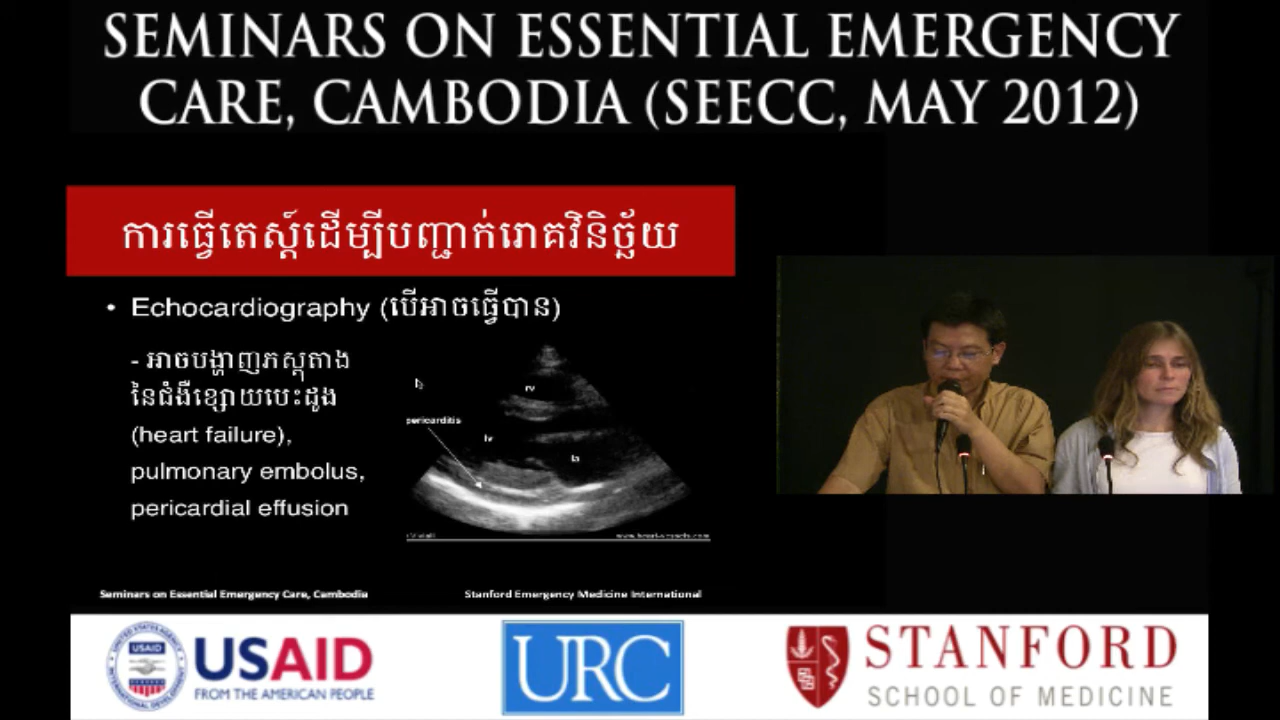 SEMINARS ON ESSENTIAL EMERGENCY
CARE, CAMBODIA (SEECC, MAY 2012)
ការធ្វើតេស្ត៍ដើម្បីបញ្ជាក់រោគវិនិច្ឆ័យ
• Echocardiography (បើអាចធ្វើបាន)
- អាចបង្ហាញភស្តុតាង
នៃជំងឺខ្សោយបេះដូង
(heart failure),
pulmonary embolus,
pericardial effusion
rv
pericarditis
lv
la
Seminars on Essential Emergency Care, Cambodia
Stanford Emergency Medicine International
USAID
USAID
FROM THE AMERICAN PEOPLE
URC
STANFORD
SCHOOL OF MEDICINE